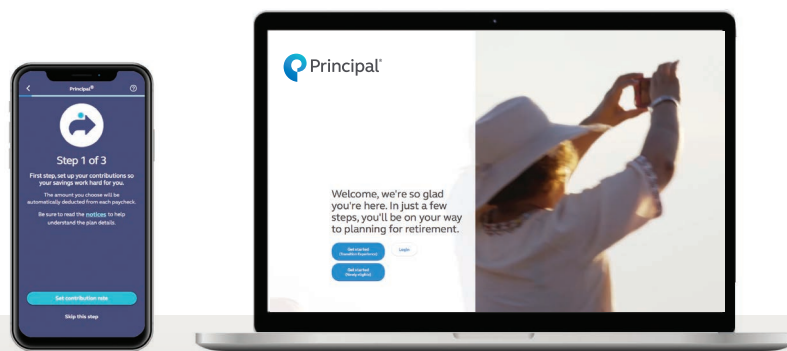 Principal®
Step 1 of 3
First step, set up your contributions so
your savings work hard for you.
The amount you choose will be
automatically deducted from each paycheck.
Be sure to read the notices to help
understand the plan details.
Set contribution rate
Skip this step
Principal®
Welcome, we're so glad
you're here. In just a few
steps, you'll be on your way
to planning for retirement.
Get started
Login
Get started